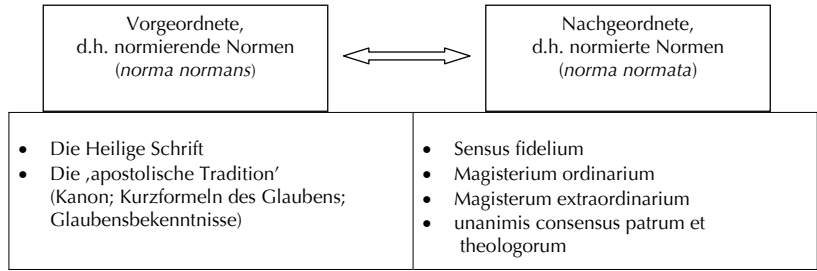 Vorgeordnete,
d.h. normierende Normen
(norma normans)
Nachgeordnete,
d.h. normierte Normen
(norma normata)
• Die Heilige Schrift
• Die ‚apostolische Tradition’
(Kanon; Kurzformeln des Glaubens;
Glaubensbekenntnisse)
• Sensus fidelium
• Magisterium ordinarium
• Magisterum extraordinarium
• unanimis consensus patrum et
theologorum